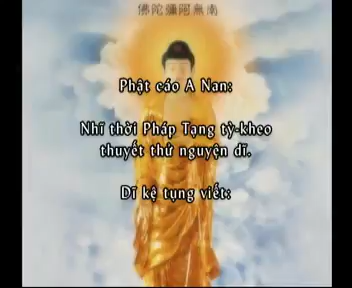 佛陀彌阿無南
Phật cáo A Nan:
Nhĩ thời Pháp Tạng tỳ-kheo
thuyết thử nguyện dĩ.
Dĩ kệ tụng viết: